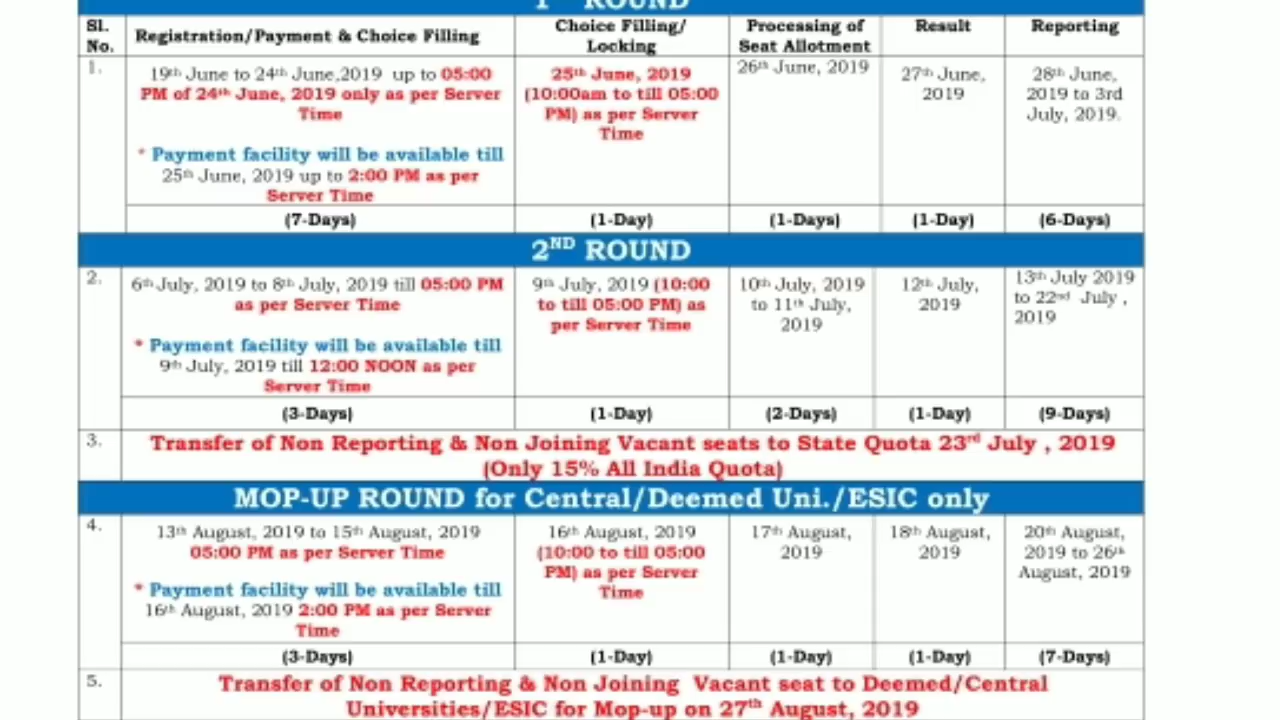 1ST ROUND
Sl.
No.
Registration/Payment & Choice Filling
Choice Filling/
Locking
Processing of
Seat Allotment
Result
Reporting
1.
19th June to 24th June,2019 up to 05:00
PM of 24th June, 2019 only as per Server
Time
* Payment facility will be available till
25th June, 2019 up to 2:00 PM as per
Server Time
25th June, 2019
(10:00am to till 05:00
PM) as per Server
Time
26th June, 2019
27th June,
2019
28th June,
2019 to 3rd
July, 2019.
(7-Days)
(1-Day)
(1-Days)
(1-Day)
(6-Days)
2ND ROUND
2.
6th July, 2019 to 8th July, 2019 till 05:00 PM
as per Server Time
* Payment facility will be available till
9th July, 2019 till 12:00 NOON as per
Server Time
9th July, 2019 (10:00
to till 05:00 PM) as
per Server Time
10th July, 2019
to 11th July,
2019
12th July,
2019
13th July 2019
to 22nd July ,
2019
(3-Days)
(1-Day)
(2-Days)
(1-Day)
(9-Days)
3.
Transfer of Non Reporting & Non Joining Vacant seats to State Quota 23rd July , 2019
(Only 15% All India Quota)
MOP-UP ROUND for Central/Deemed Uni./ESIC only
4.
13th August, 2019 to 15th August, 2019
05:00 PM as per Server Time
* Payment facility will be available till
16th August, 2019 2:00 PM as per Server
Time
16th August, 2019
(10:00 to till 05:00
PM) as per Server
Time
17th August,
2019
18th August,
2019
20th August,
2019 to 26th
August, 2019
(3-Days)
(1-Day)
(1-Day)
(1-Day)
(7-Days)
5.
Transfer of Non Reporting & Non Joining Vacant seat to Deemed/Central
Universities/ESIC for Mop-up on 27th August, 2019